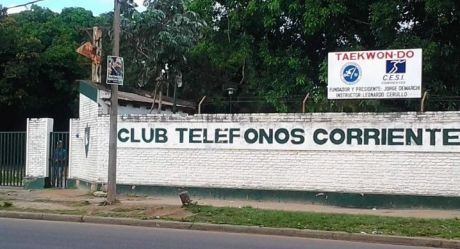 TAEKWON-DO
C.E.S.I.
FUNDADOR Y PRESIDENTE: JORGE DEMARCHI
INSTRUCTOR: LEONARDO CERULLO
CLUB TELEFONOS CORRIENTE